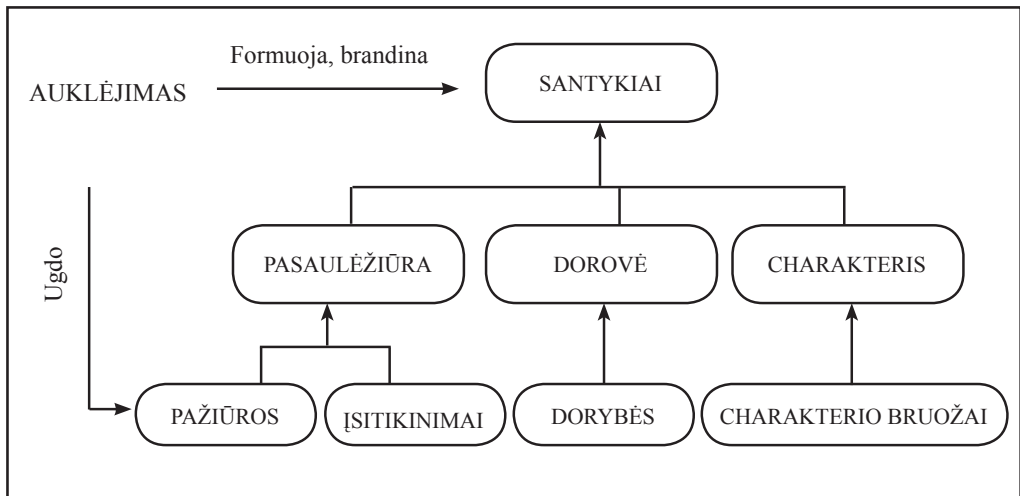 Formuoja, brandina
AUKLĖJIMAS
SANTYKIAI
Ugdo
PASAULĖŽIŪRA
DOROVĖ
CHARAKTERIS
PAŽIŪROS
ĮSITIKINIMAI
DORYBĖS
CHARAKTERIO BRUOŽAI